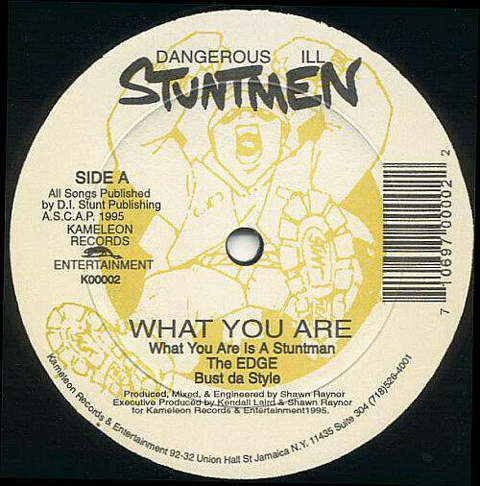 DANGEROUS ILL
STUNTMEN
SIDE A
All Songs Published
by D.I. Stunt Publishing
A.S.C.A.P. 1995
KAMELEON
RECORDS
ENTERTAINMENT
K00002
7 10697 00002 2
WHAT YOU ARE
What You Are Is A Stuntman
The EDGE
Bust da Style
Produced, Mixed, & Engineered by Shawn Raynor
Executive Produced by Kendall Laird & Shawn Raynor
for Kameleon Records & Entertainment1995.
Kameleon Records & Entertainment 92-32 Union Hall St Jamaica N.Y. 11435 Suite 304 (718)526-4001